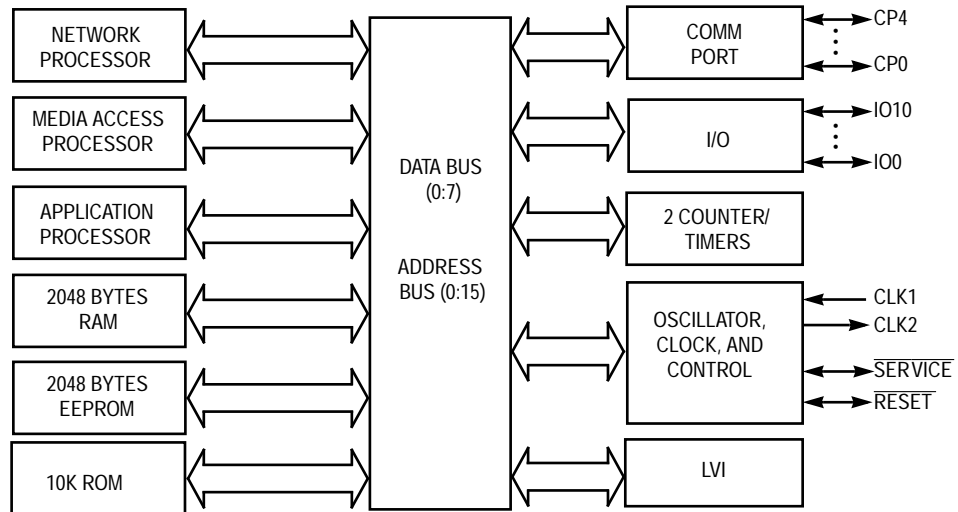 NETWORK
PROCESSOR
MEDIA ACCESS
PROCESSOR
APPLICATION
PROCESSOR
2048 BYTES
RAM
2048 BYTES
EEPROM
10K ROM
DATA BUS
(0:7)
ADDRESS
BUS (0:15)
COMM
PORT
CP4
CP0
I/O
IO10
IO0
2 COUNTER/
TIMERS
OSCILLATOR,
CLOCK, AND
CONTROL
CLK1
CLK2
SERVICE
RESET
LVI